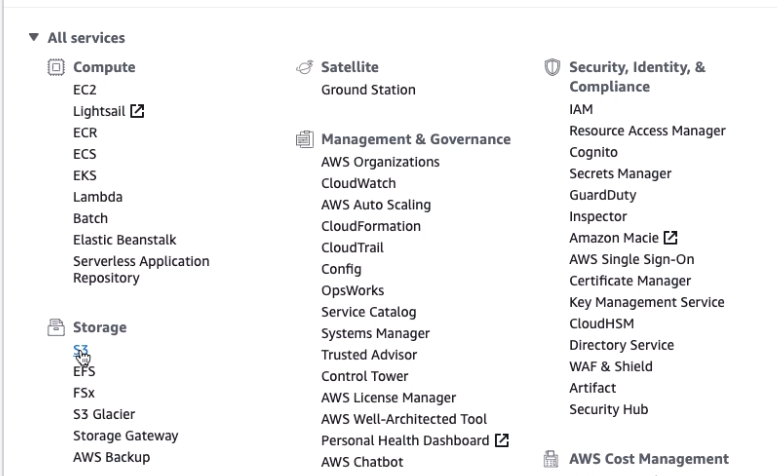 All services
Compute
EC2
Lightsail
ECR
ECS
EKS
Lambda
Batch
Elastic Beanstalk
Serverless Application
Repository
Storage
S3
EFS
FSx
S3 Glacier
Storage Gateway
AWS Backup
Satellite
Ground Station
Management & Governance
AWS Organizations
CloudWatch
AWS Auto Scaling
CloudFormation
CloudTrail
Config
OpsWorks
Service Catalog
Systems Manager
Trusted Advisor
Control Tower
AWS License Manager
AWS Well-Architected Tool
Personal Health Dashboard
AWS Chatbot
Security, Identity, &
Compliance
IAM
Resource Access Manager
Cognito
Secrets Manager
GuardDuty
Inspector
Amazon Macie
AWS Single Sign-On
Certificate Manager
Key Management Service
CloudHSM
Directory Service
WAF & Shield
Artifact
Security Hub
AWS Cost Management